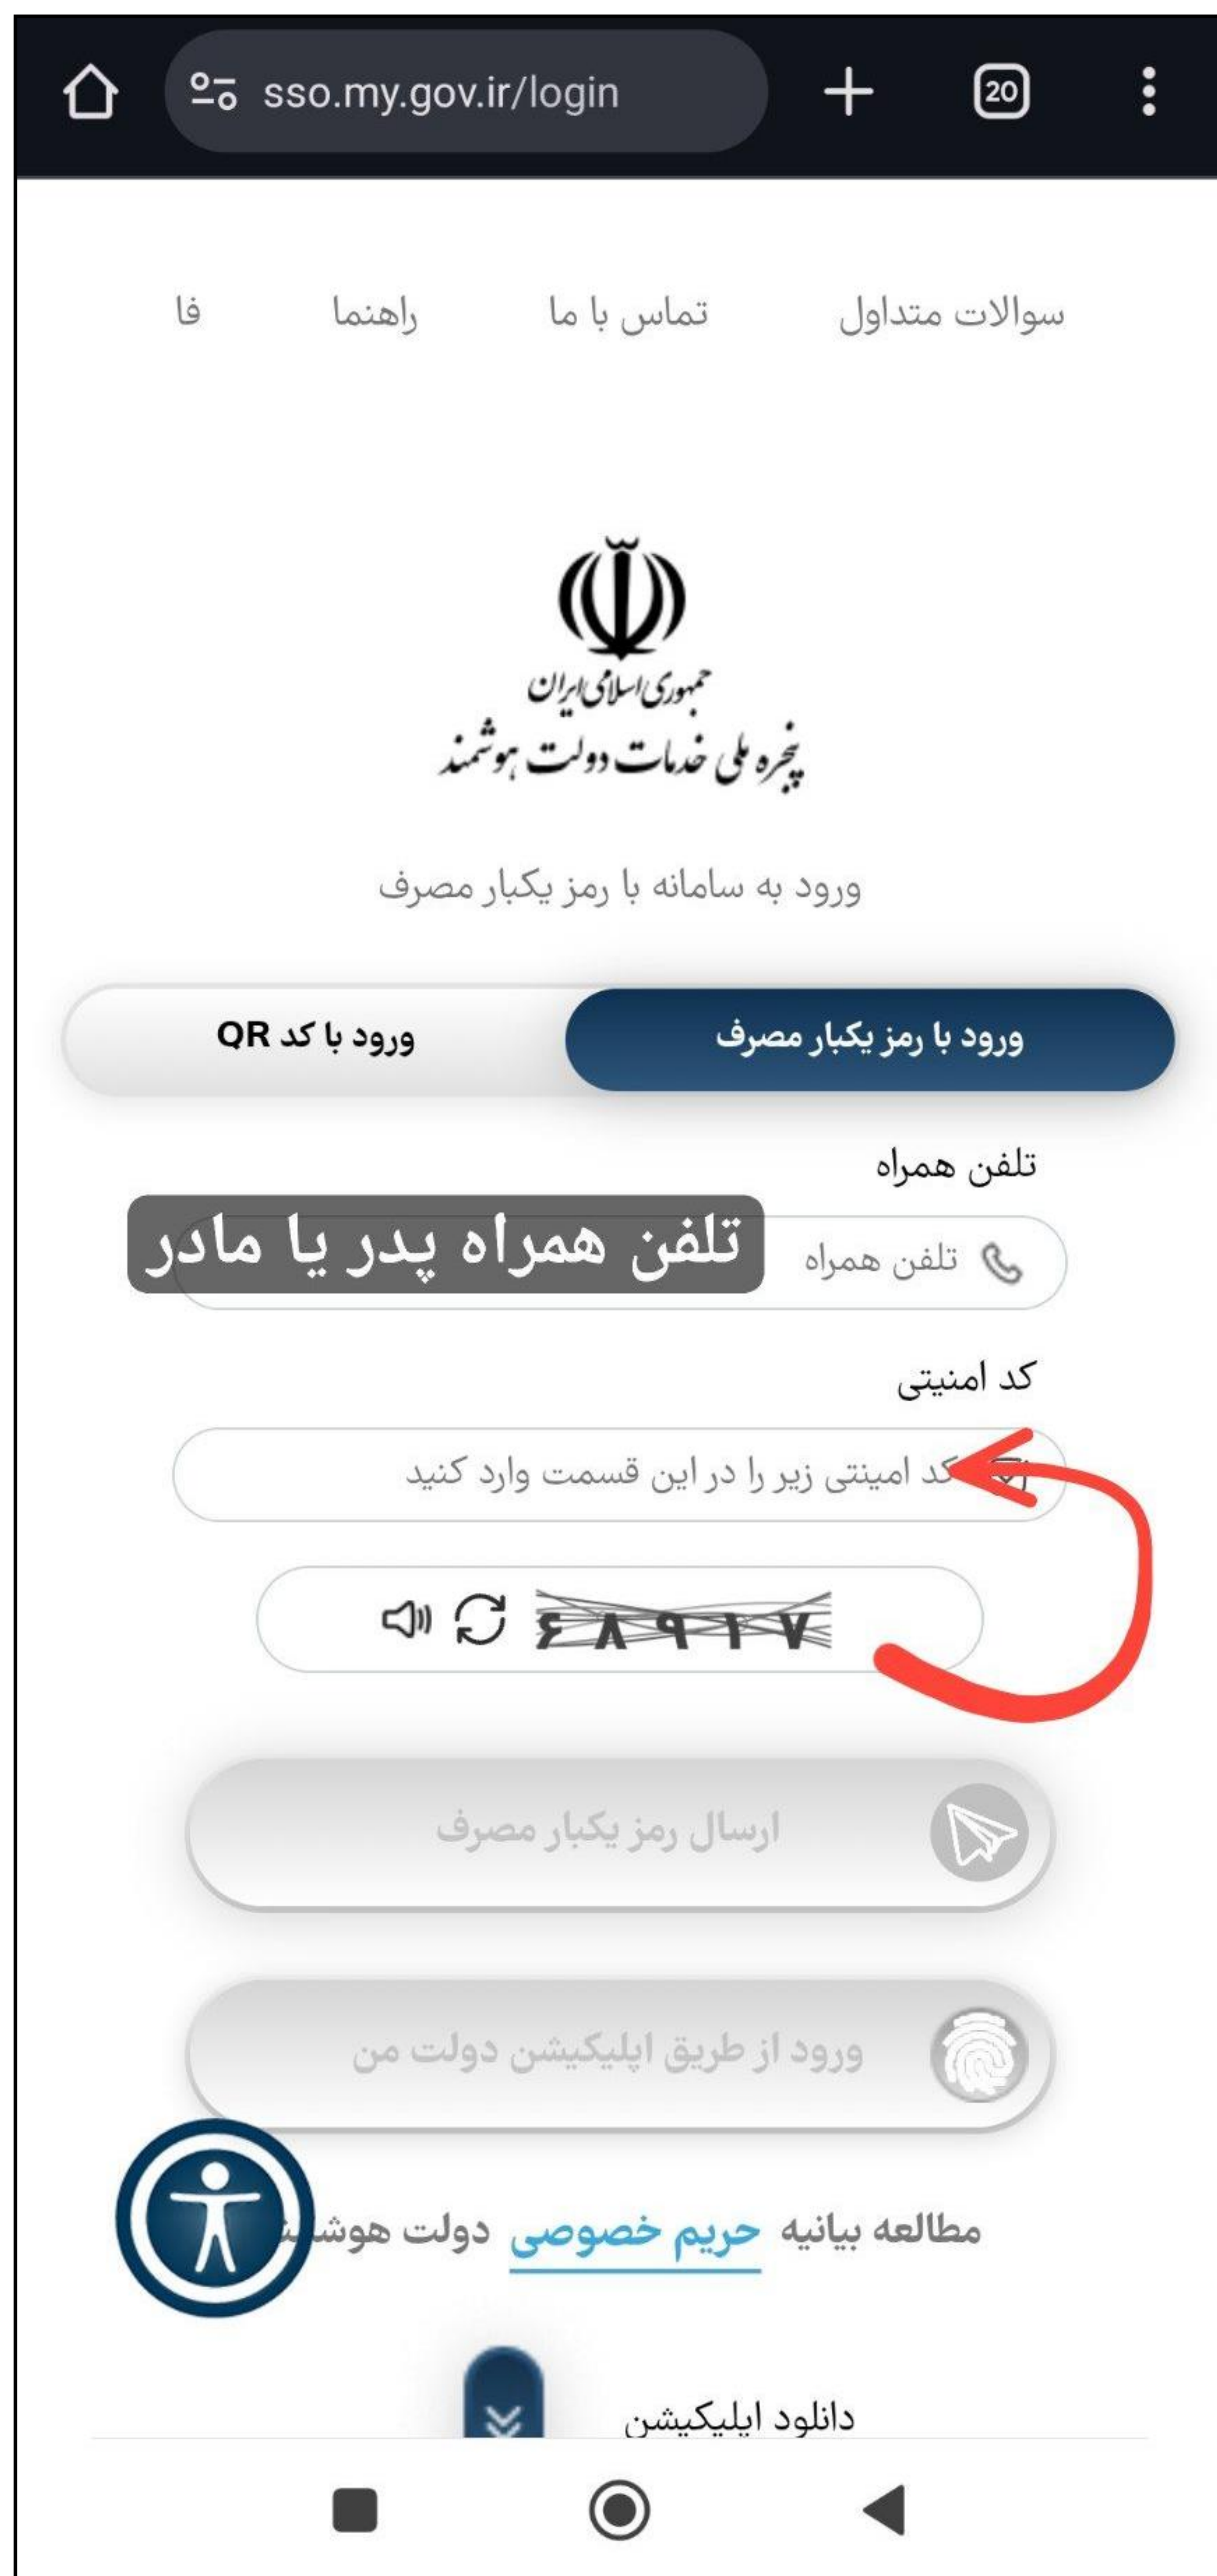 sso.my.gov.ir/login
20
سوالات متداول تماس با ما راهنما فا
جمهوری اسلامی ایران
پنجره ملی خدمات دولت هوشمند
ورود به سامانه با رمز یکبار مصرف
ورود با رمز یکبار مصرف ورود با کد QR
تلفن همراه
تلفن همراه تلفن همراه پدر یا مادر
کد امنیتی
کد امینتی زیر را در این قسمت وارد کنید
۶۸۹۱۷
ارسال رمز یکبار مصرف
ورود از طریق اپلیکیشن دولت من
مطالعه بیانیه حریم خصوصی دولت
دانلود اپلیکیشن